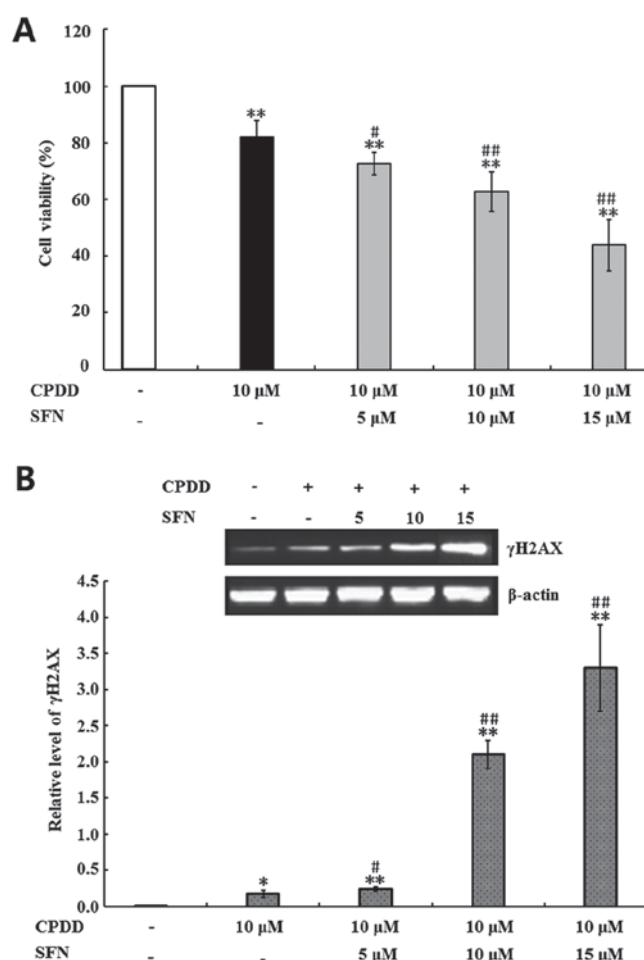 A
120
100
80
60
40
20
0
Cell viability (%)
**
#
**
##
**
##
**
CPDD - 10 μM 10 μM 10 μM 10 μM
SFN - - 5 μM 10 μM 15 μM
B
CPDD - + + + +
SFN - - 5 10 15
γH2AX
β-actin
4.5
4.0
3.5
3.0
2.5
2.0
1.5
1.0
0.5
0.0
Relative level of γH2AX
*
#
**
##
**
##
**
CPDD - 10 μM 10 μM 10 μM 10 μM
SFN - - 5 μM 10 μM 15 μM